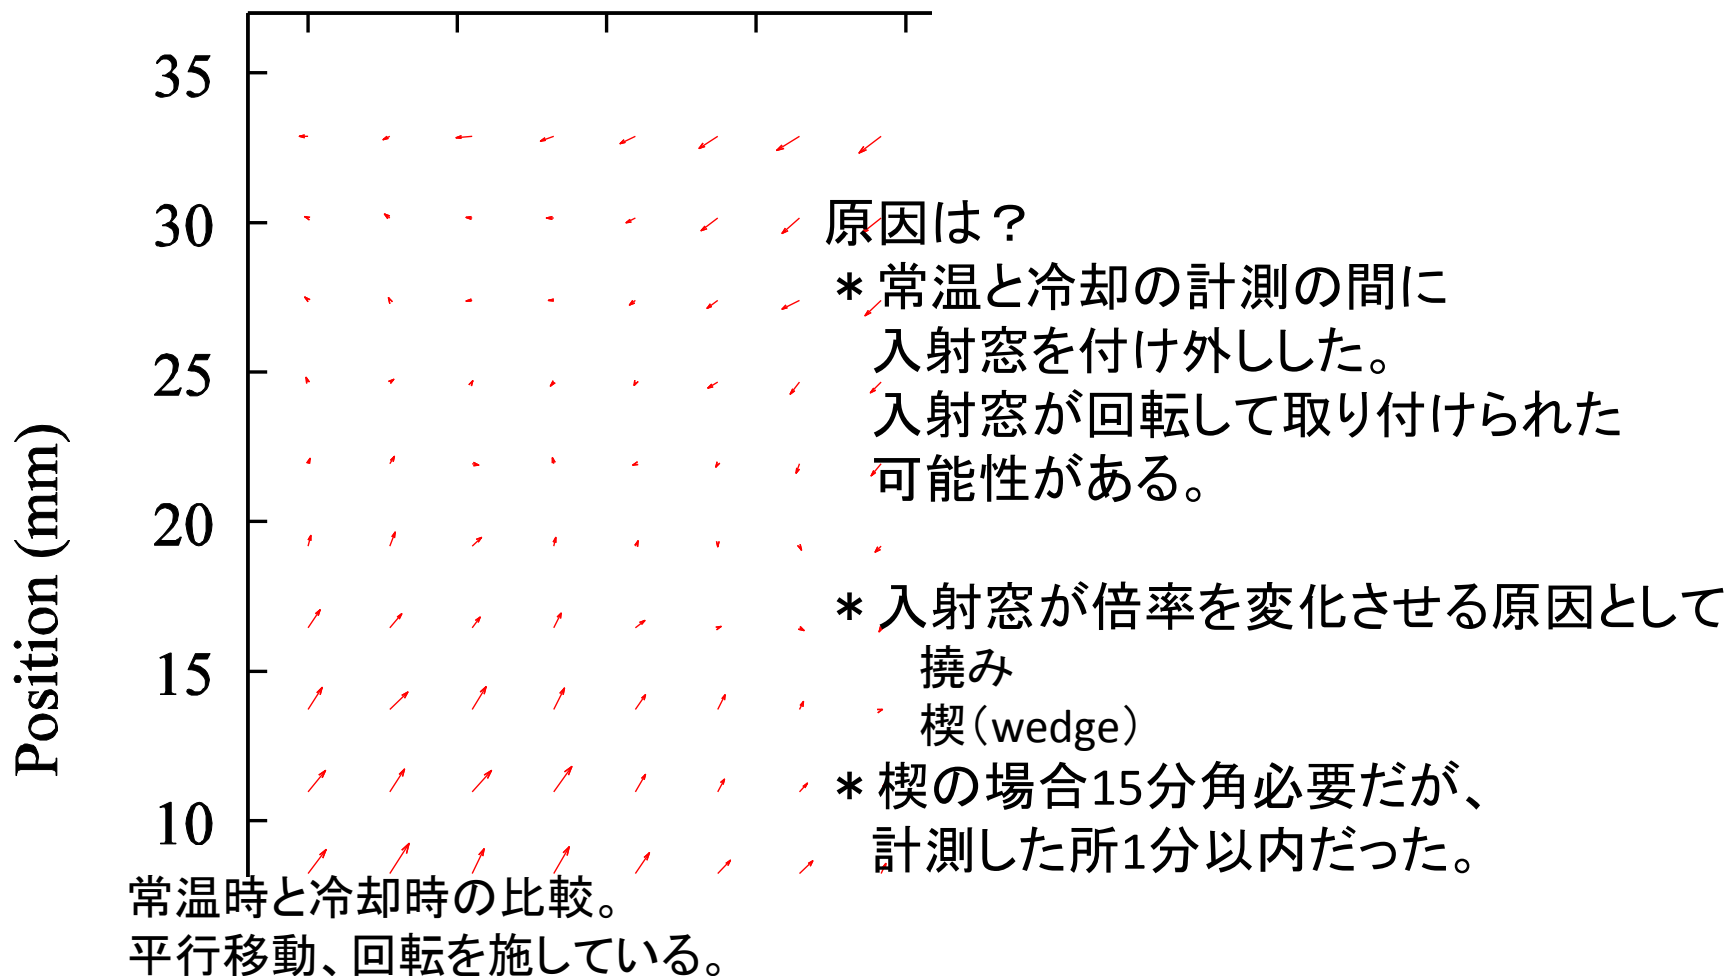 35
30
25
20
15
10
Position (mm)
原因は？
＊常温と冷却の計測の間に
入射窓を付け外しした。
入射窓が回転して取り付けられた
可能性がある。
＊入射窓が倍率を変化させる原因として
撓み
楔（wedge）
＊楔の場合15分角必要だが、
計測した所1分以内だった。
常温時と冷却時の比較。
平行移動、回転を施している。